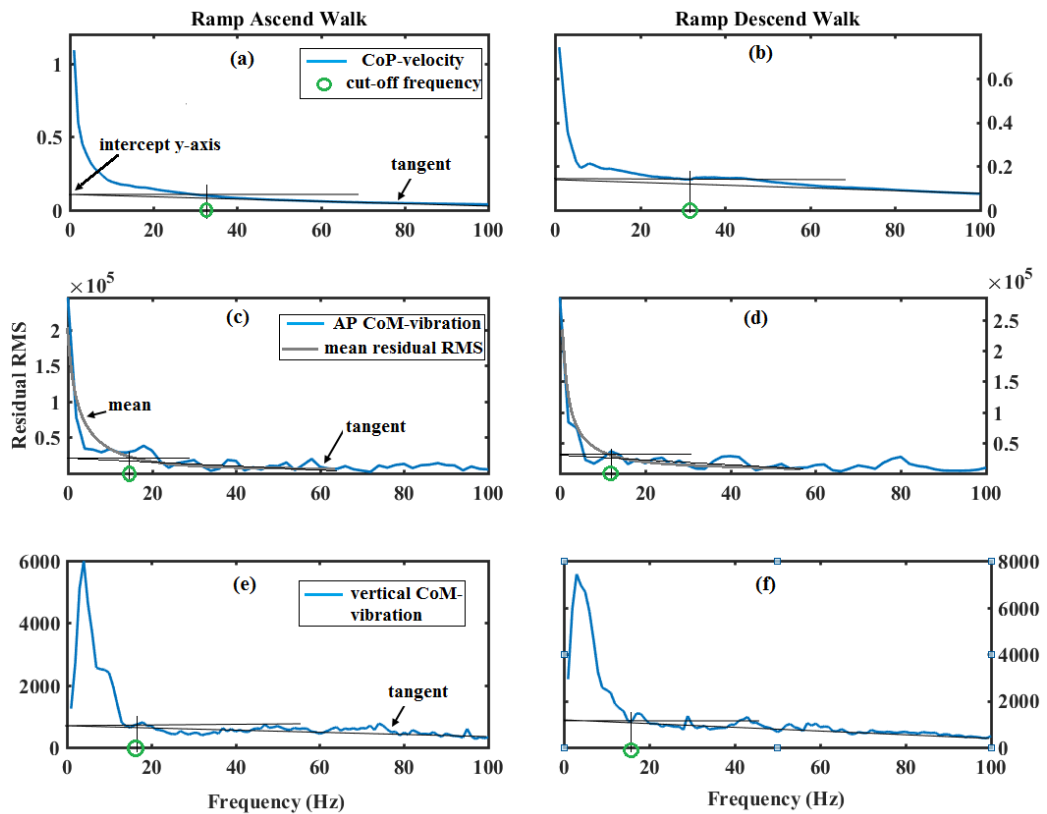 Ramp Ascend Walk
Ramp Descend Walk
(a)
CoP-velocity
cut-off frequency
intercept y-axis
tangent
1
0.5
0
0 20 40 60 80 100
(b)
0.6
0.4
0.2
0
0 20 40 60 80 100
Residual RMS
×10^5
(c)
AP CoM-vibration
mean residual RMS
mean
tangent
2
1.5
1
0.5
0 20 40 60 80 100
×10^5
(d)
2.5
2
1.5
1
0.5
0 20 40 60 80 100
(e)
vertical CoM-
vibration
tangent
6000
4000
2000
0
0 20 40 60 80 100
Frequency (Hz)
(f)
8000
6000
4000
2000
0
0 20 40 60 80 100
Frequency (Hz)